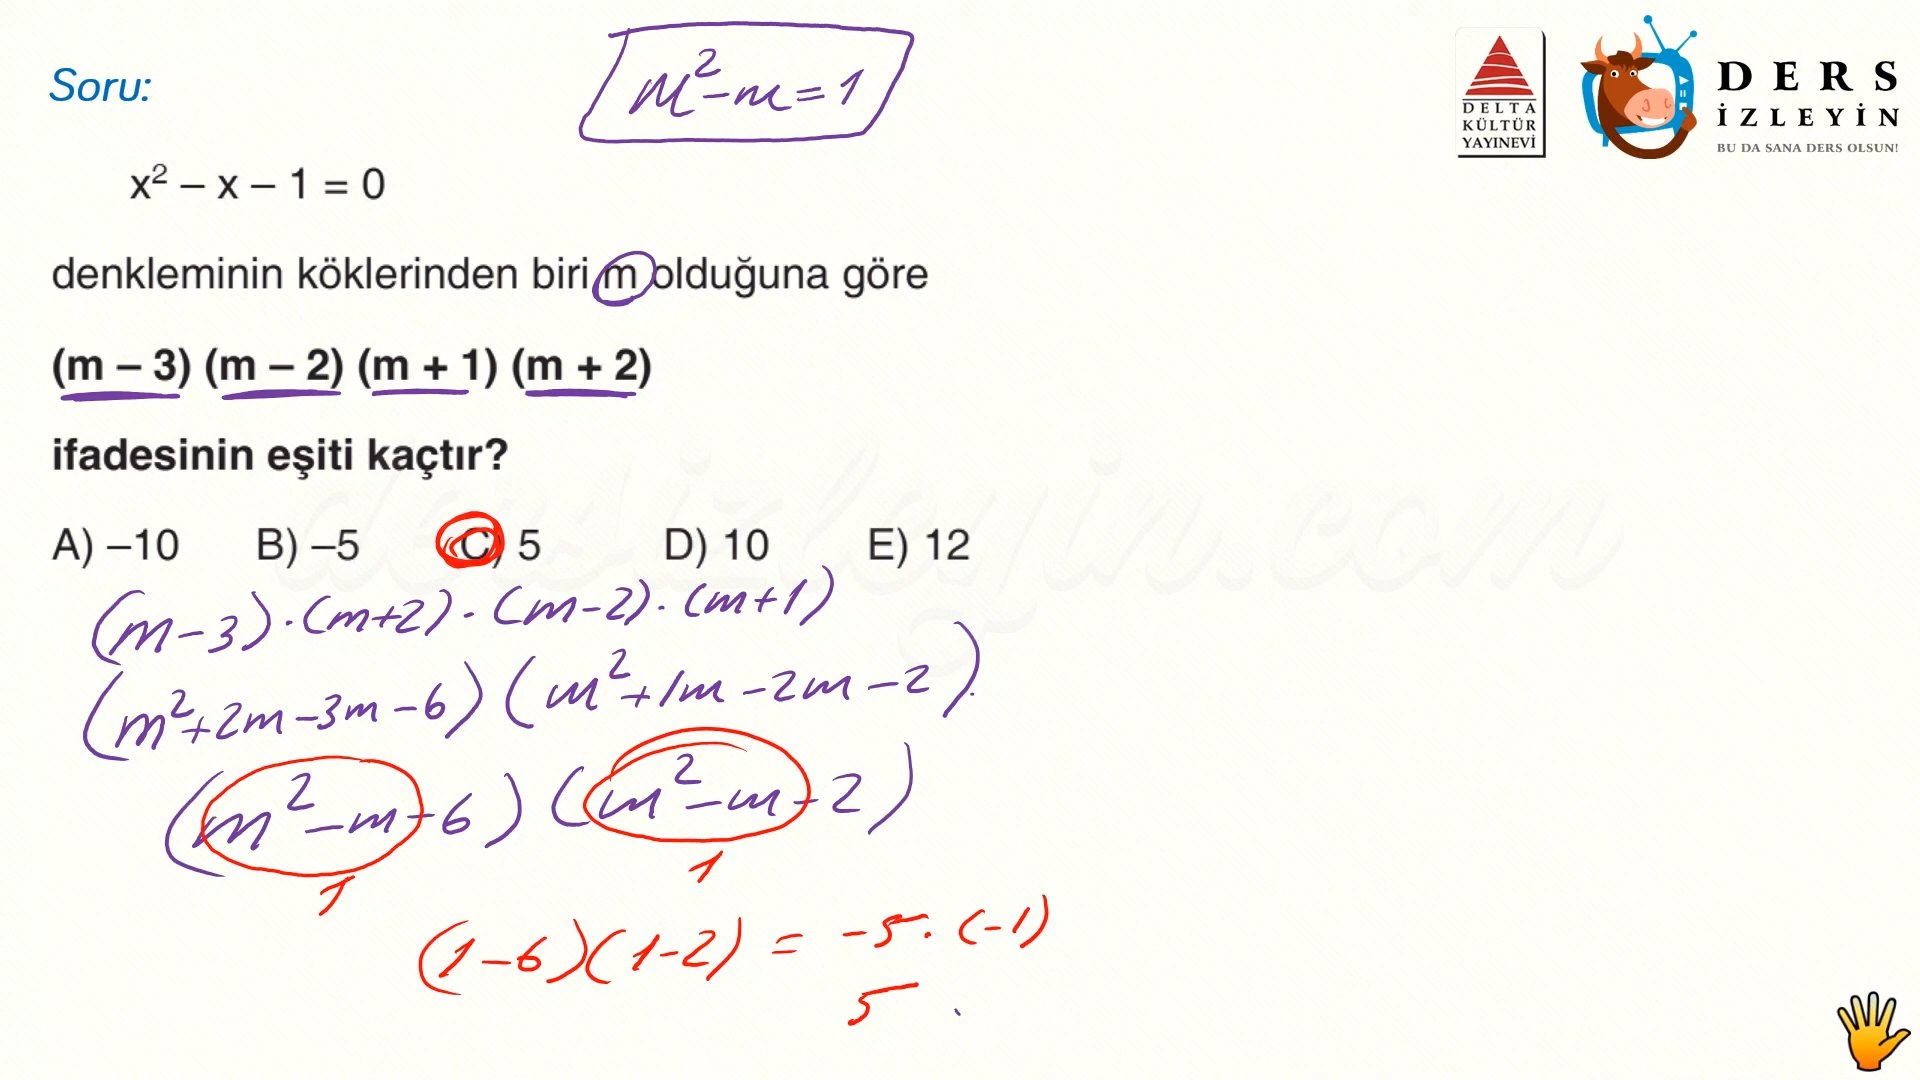 Soru:
m²-m=1
DELTA
KÜLTÜR
YAYINEVİ
DERS
İZLEYİN
BU DA SANA DERS OLSUN!
x² – x – 1 = 0
denkleminin köklerinden biri m olduğuna göre
(m – 3) (m – 2) (m + 1) (m + 2)
ifadesinin eşiti kaçtır?
A) –10 B) –5 C) 5 D) 10 E) 12
dersizleyin.com
(m-3).(m+2).(m-2).(m+1)
(m²+2m-3m-6)(m²+1m-2m-2)
(m²-m-6)(m²-m-2)
1 1
(1-6)(1-2) = -5.(-1)
5